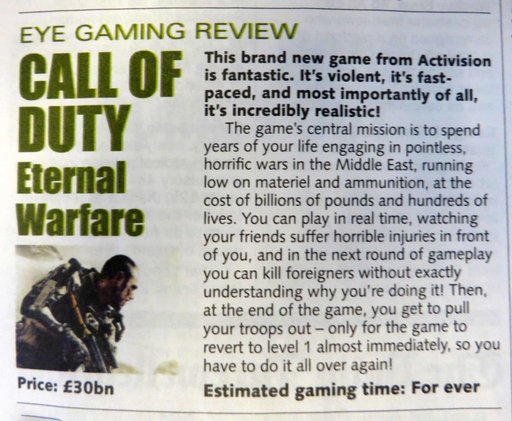 EYE GAMING REVIEW
CALL OF
DUTY
Eternal
Warfare
Price: £30bn
This brand new game from Activision
is fantastic. It's violent, it's fast-
paced, and most importantly of all,
it's incredibly realistic!
The game's central mission is to spend
years of your life engaging in pointless,
horrific wars in the Middle East, running
low on materiel and ammunition, at the
cost of billions of pounds and hundreds of
lives. You can play in real time, watching
your friends suffer horrible injuries in front
of you, and in the next round of gameplay
you can kill foreigners without exactly
understanding why you're doing it! Then,
at the end of the game, you get to pull
your troops out – only for the game to
revert to level 1 almost immediately, so you
have to do it all over again!
Estimated gaming time: For ever